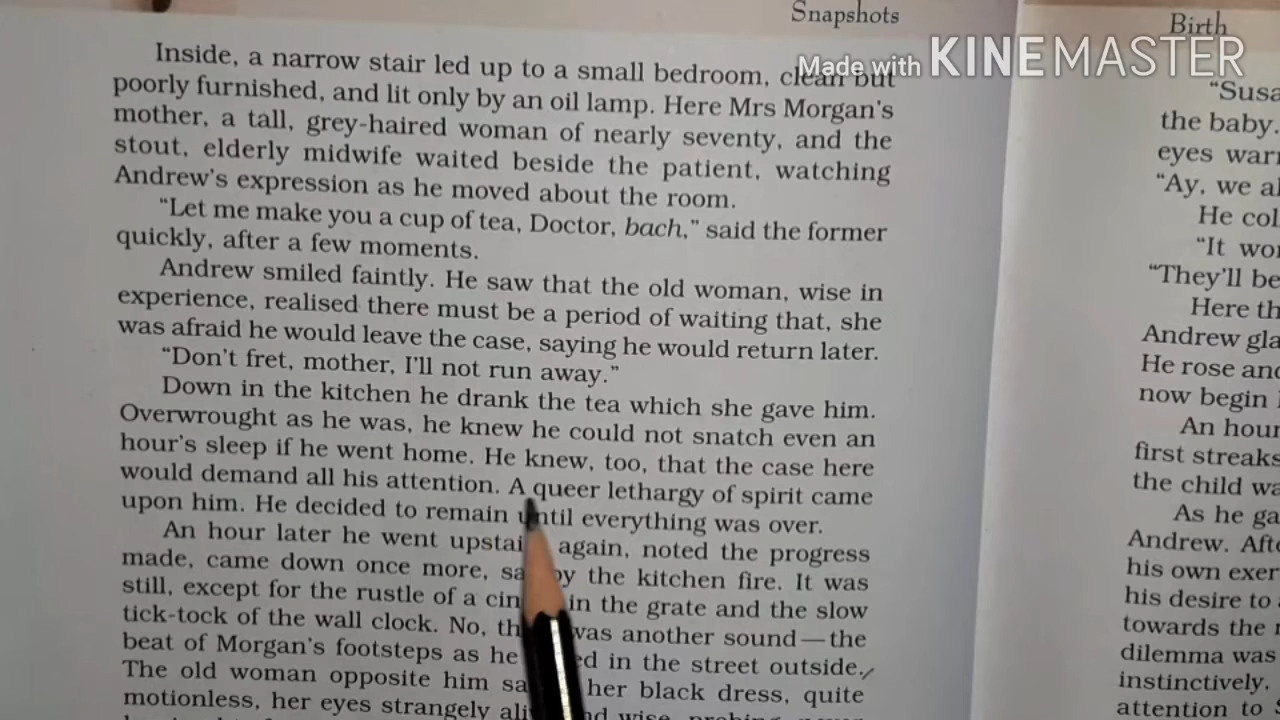 Snapshots
Birth
Made with KINEMASTER
Inside, a narrow stair led up to a small bedroom, clean but
poorly furnished, and lit only by an oil lamp. Here Mrs Morgan's
mother, a tall, grey-haired woman of nearly seventy, and the
stout, elderly midwife waited beside the patient, watching
Andrew's expression as he moved about the room.
“Let me make you a cup of tea, Doctor, bach,” said the former
quickly, after a few moments.
Andrew smiled faintly. He saw that the old woman, wise in
experience, realised there must be a period of waiting that, she
was afraid he would leave the case, saying he would return later.
“Don't fret, mother, I'll not run away.”
Down in the kitchen he drank the tea which she gave him.
Overwrought as he was, he knew he could not snatch even an
hour's sleep if he went home. He knew, too, that the case here
would demand all his attention. A queer lethargy of spirit came
upon him. He decided to remain until everything was over.
An hour later he went upstai again, noted the progress
made, came down once more, sa by the kitchen fire. It was
still, except for the rustle of a cin in the grate and the slow
tick-tock of the wall clock. No, th was another sound—the
beat of Morgan's footsteps as he ed in the street outside.
The old woman opposite him sa her black dress, quite
motionless, her eyes strangely ali nd wise,
“Susa
the baby.
eyes war
“Ay, we al
He col
“It wo
“They'll be
Here th
Andrew gla
He rose and
now begin
An hour
first streaks
the child wa
As he ga
Andrew. Afte
his own exer
his desire to
towards the
dilemma was
instinctively.
attention to